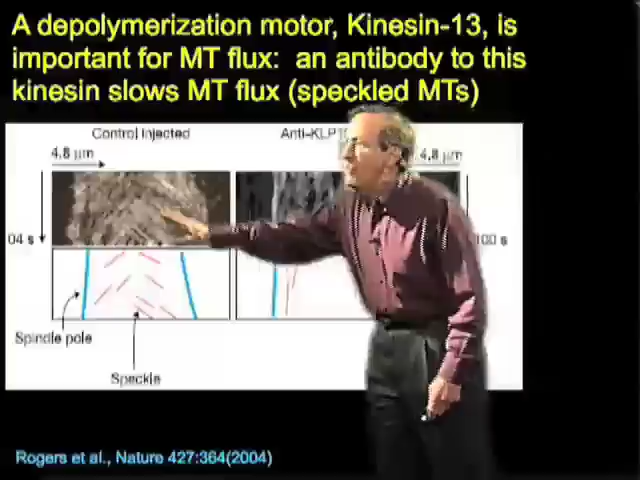 A depolymerization motor, Kinesin-13, is
important for MT flux: an antibody to this
kinesin slows MT flux (speckled MTs)
Control Injected
Anti-KLP10
4.8 μm
4.8 μm
04 s
100 s
Spindle pole
Speckle
Rogers et al., Nature 427:364(2004)